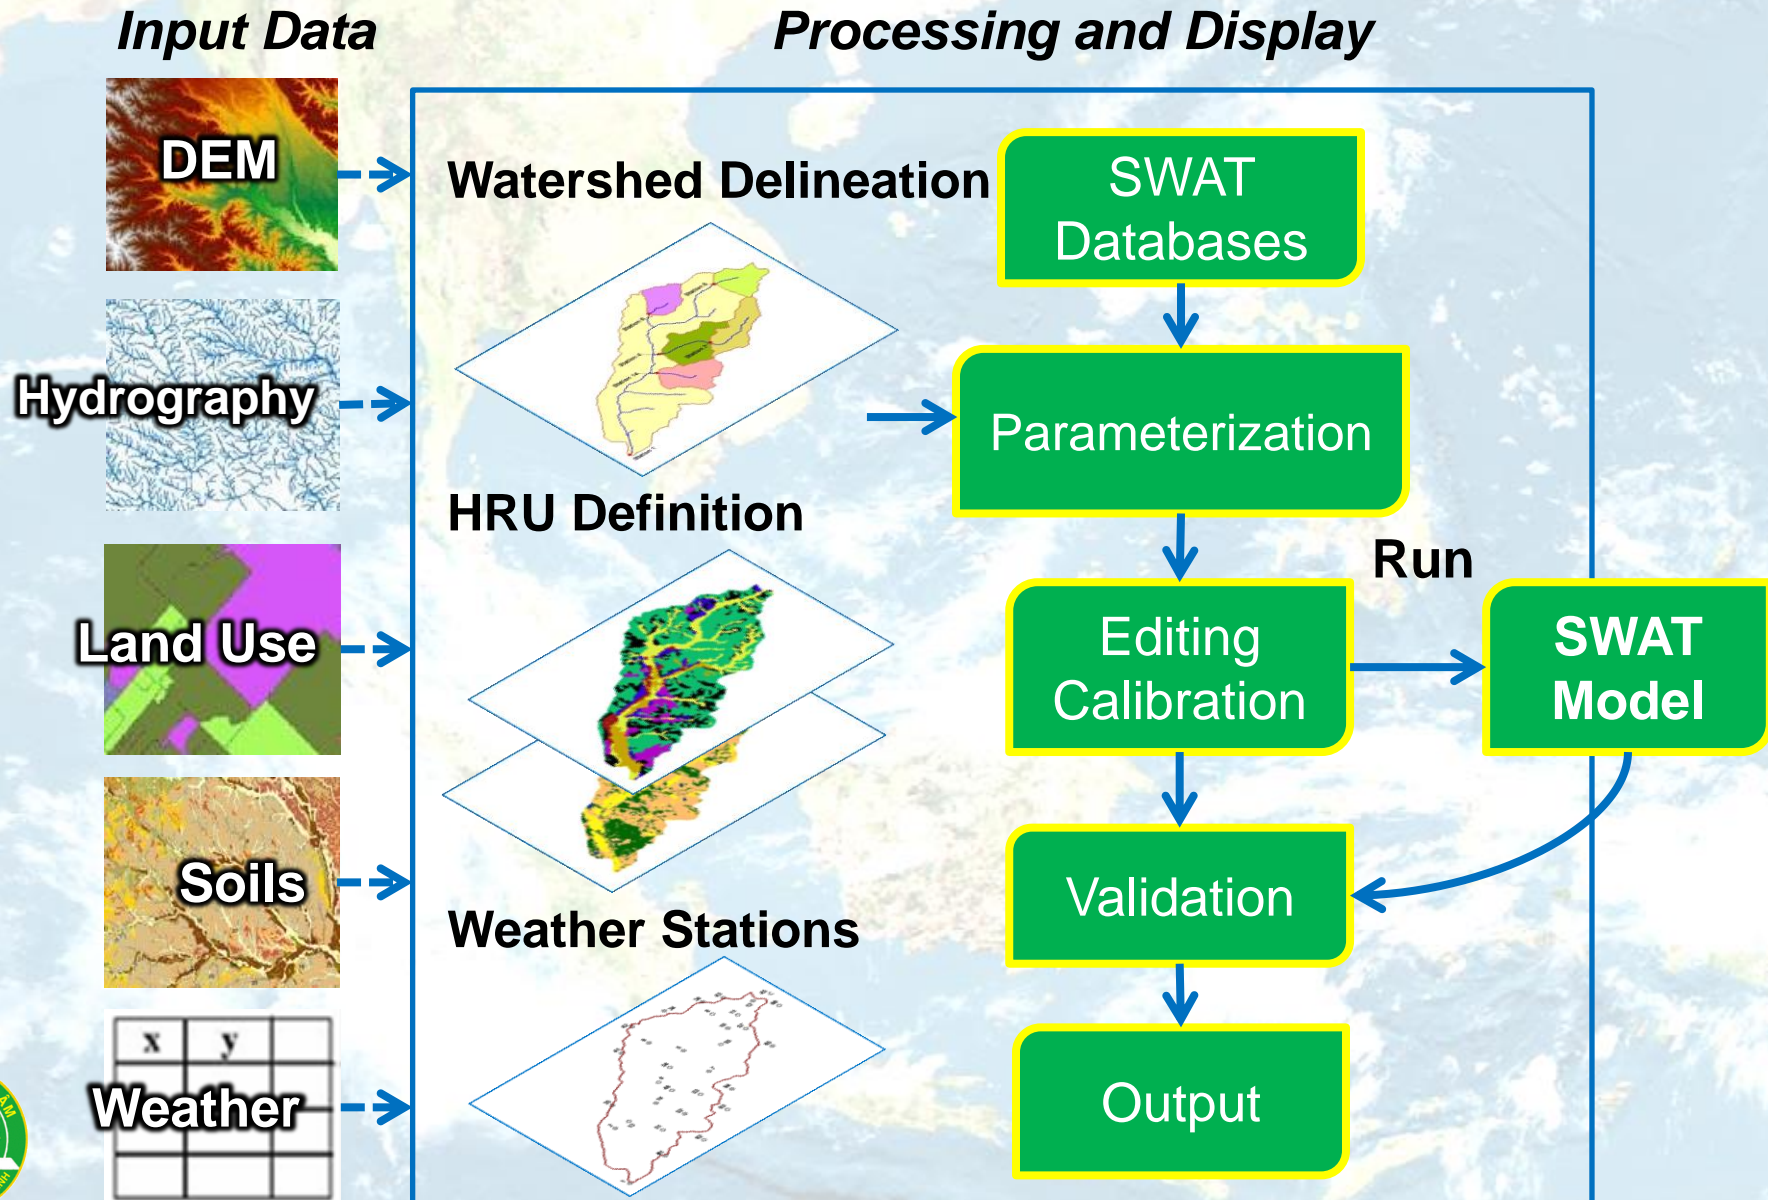 Input Data
Processing and Display
DEM
Hydrography
Land Use
Soils
x y
Weather
Watershed Delineation
HRU Definition
Weather Stations
SWAT
Databases
Parameterization
Editing
Calibration
Run
SWAT
Model
Validation
Output